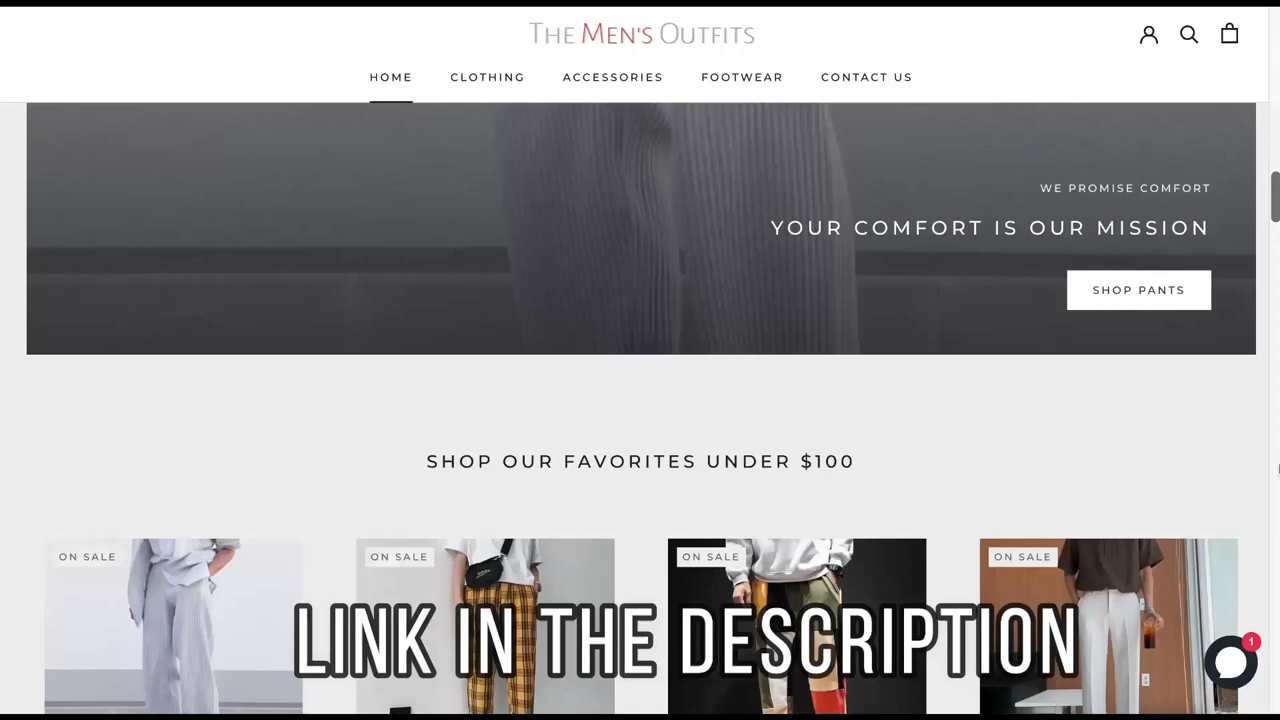 The Men's Outfits
HOME CLOTHING ACCESSORIES FOOTWEAR CONTACT US
WE PROMISE COMFORT
YOUR COMFORT IS OUR MISSION
SHOP PANTS
SHOP OUR FAVORITES UNDER $100
ON SALE ON SALE ON SALE ON SALE
LINK IN THE DESCRIPTION
1